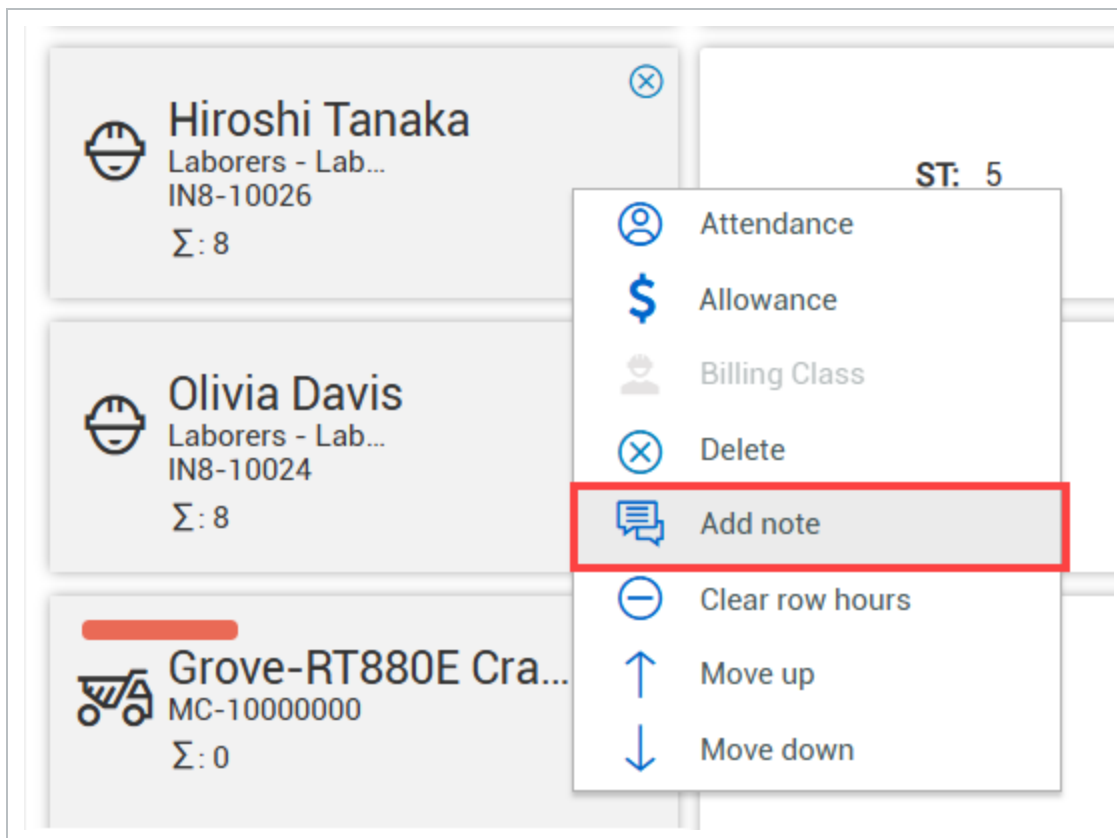 Hiroshi Tanaka
Laborers - Lab...
IN8-10026
Σ: 8
ST: 5
Olivia Davis
Laborers - Lab...
IN8-10024
Σ: 8
Grove-RT880E Cra...
MC-10000000
Σ: 0
Attendance
Allowance
Billing Class
Delete
Add note
Clear row hours
Move up
Move down